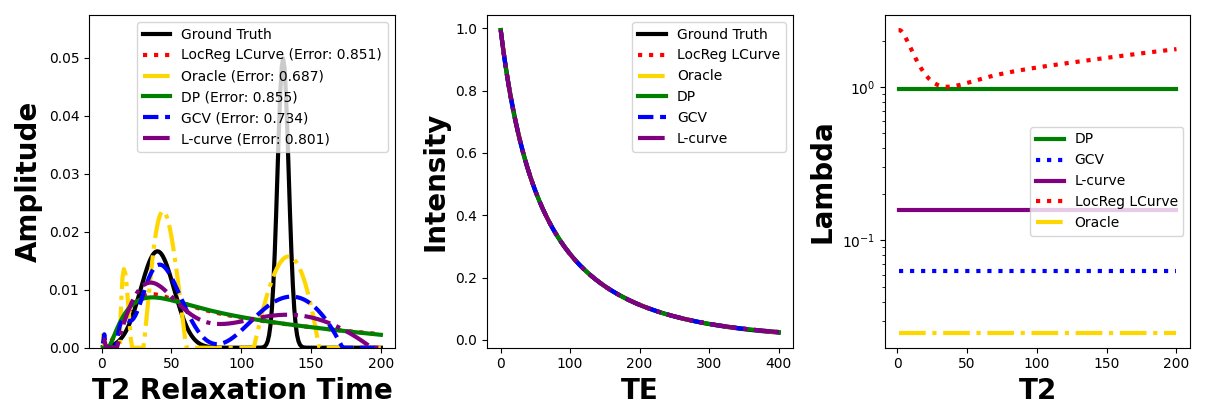 Amplitude
0.05
0.04
0.03
0.02
0.01
0.00
Ground Truth
LocReg LCurve (Error: 0.851)
Oracle (Error: 0.687)
DP (Error: 0.855)
GCV (Error: 0.734)
L-curve (Error: 0.801)
0 50 100 150 200
T2 Relaxation Time
Intensity
1.0
0.8
0.6
0.4
0.2
0.0
Ground Truth
LocReg LCurve
Oracle
DP
GCV
L-curve
0 100 200 300 400
TE
Lambda
10⁰
10⁻¹
DP
GCV
L-curve
LocReg LCurve
Oracle
0 50 100 150 200
T2